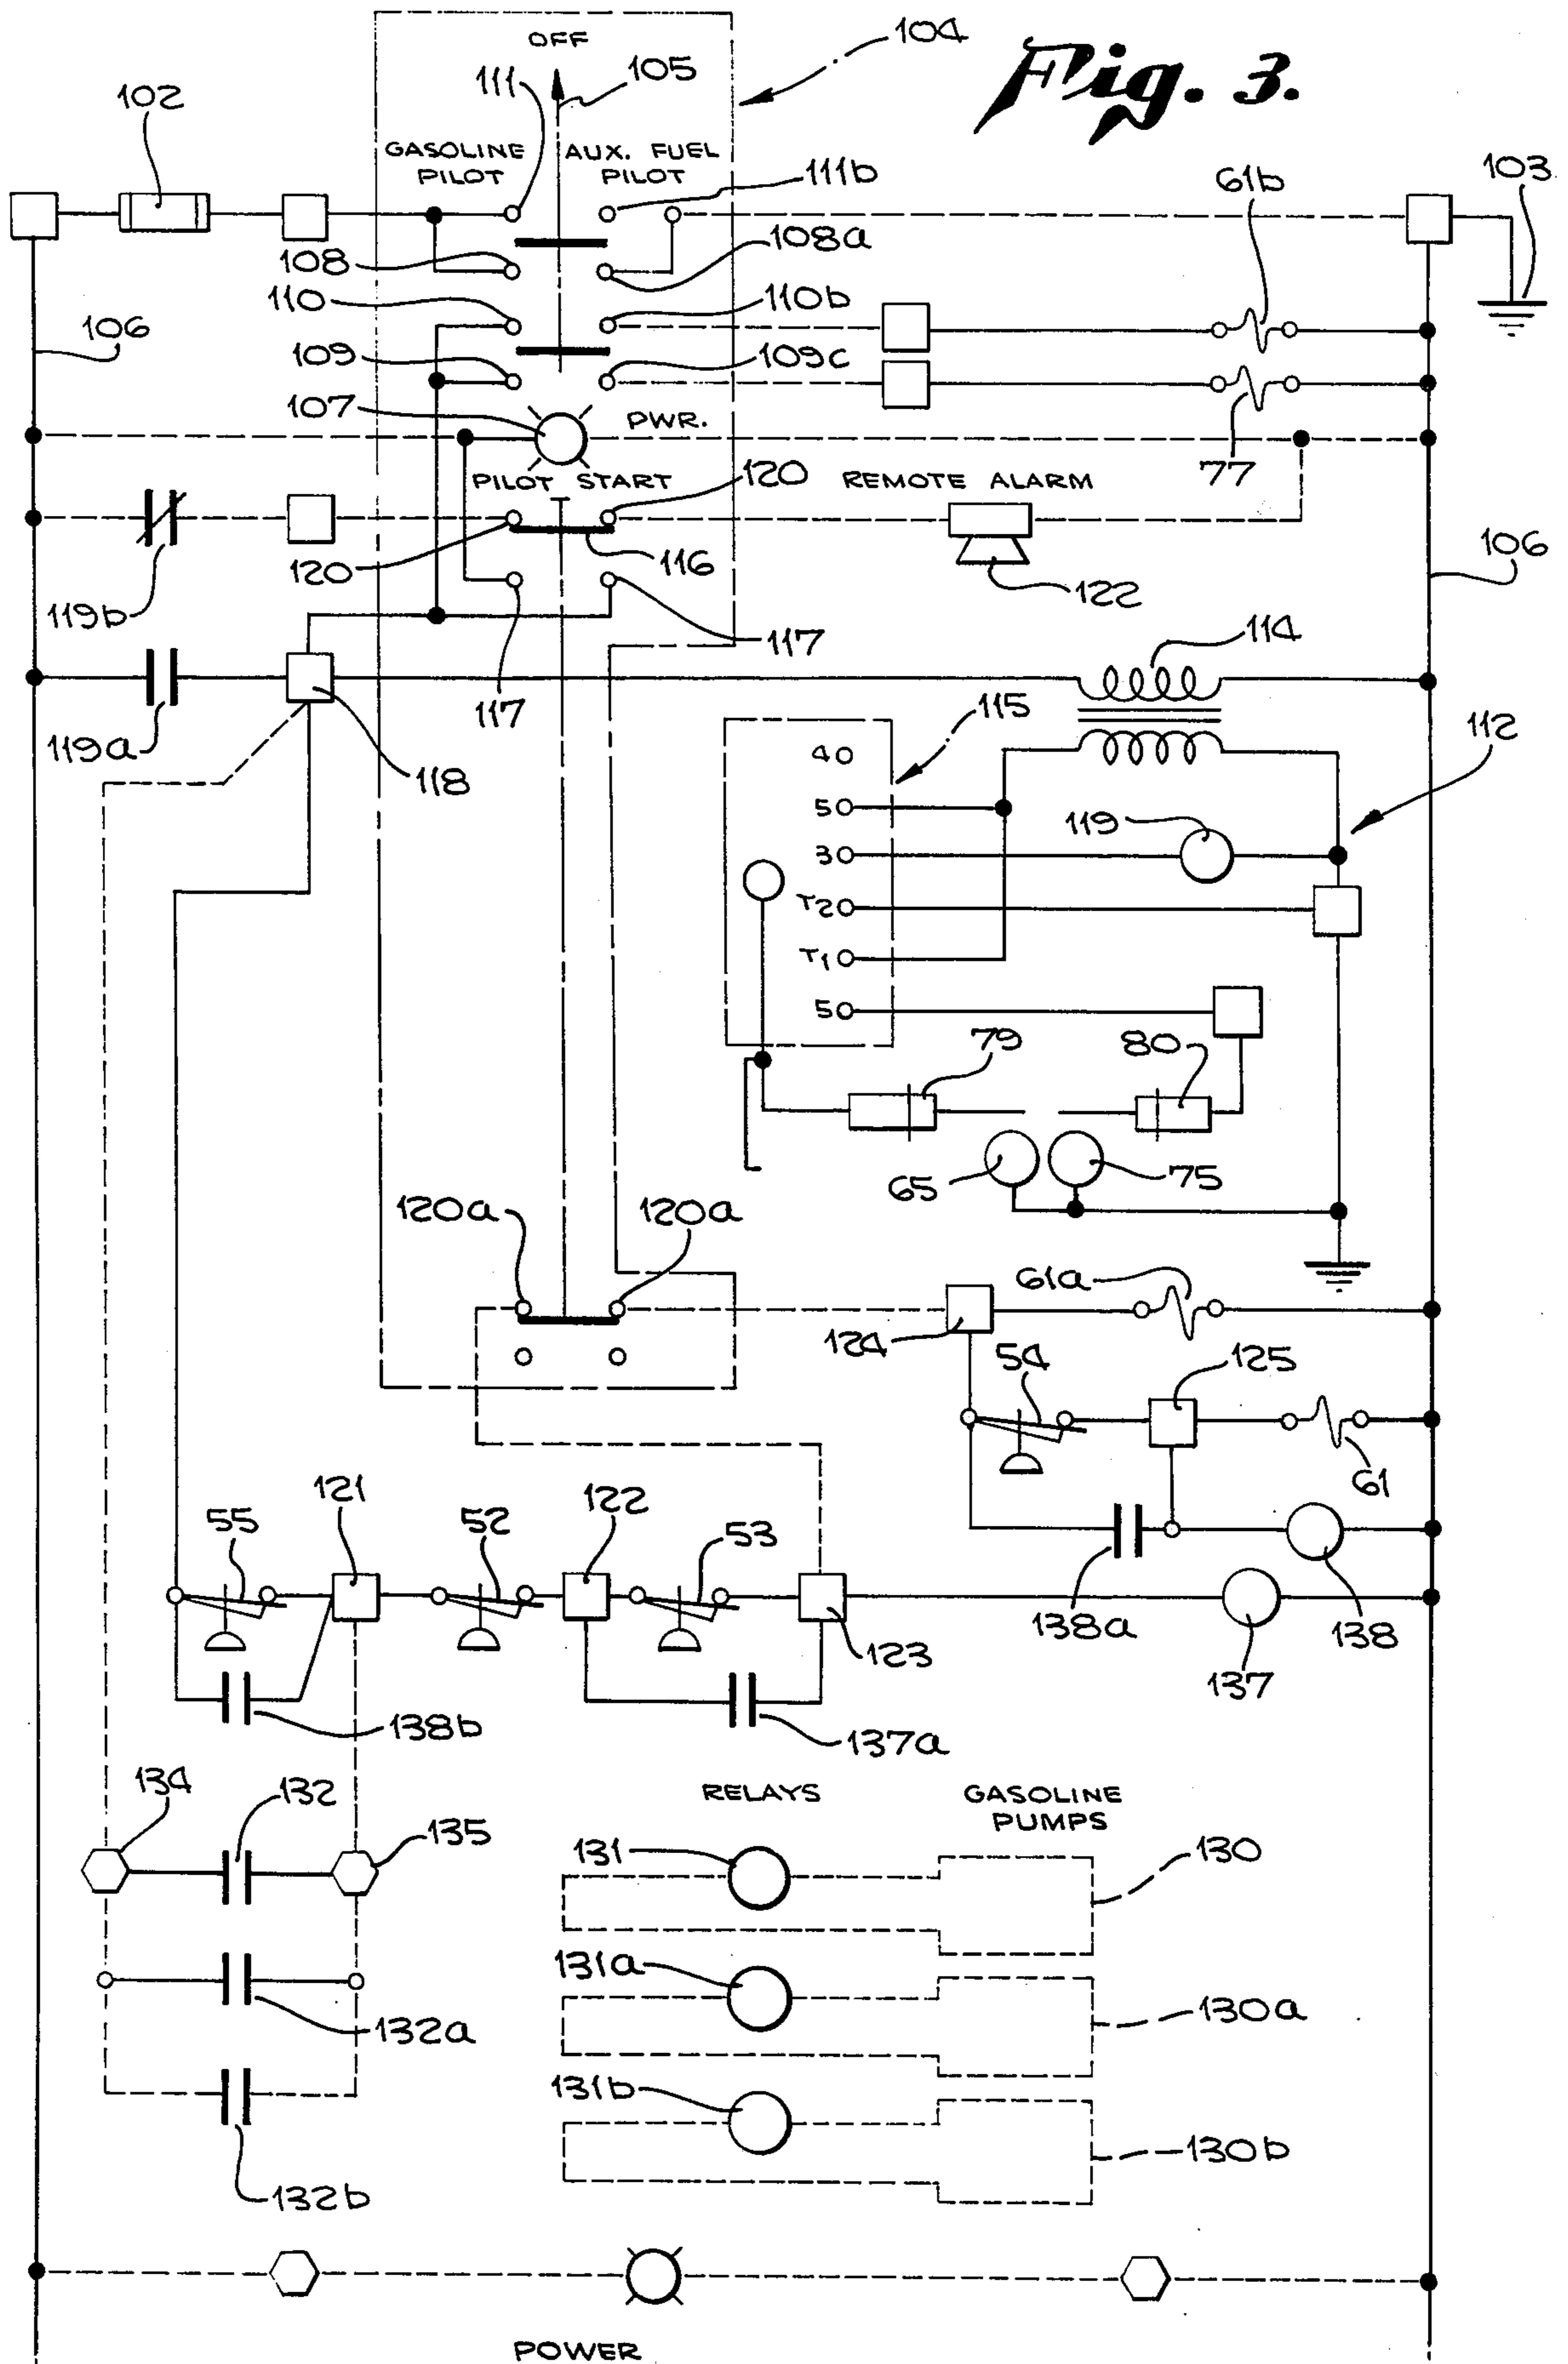 OFF
104
Fig. 3.
105
111
102
GASOLINE PILOT
AUX. FUEL PILOT
111b
61b
103
108
108a
110
110b
106
109
109c
107
PWR.
77
PILOT START
120
REMOTE ALARM
120
116
122
106
119b
117
114
117
115
112
119a
118
4
5
119
3
T2
T1
5
79
80
65
75
120a
120a
61a
124
54
125
61
121
122
55
52
53
138a
138
123
137
138b
137a
134
132
135
RELAYS
GASOLINE PUMPS
131
130
131a
132a
130a
131b
130b
132b
POWER